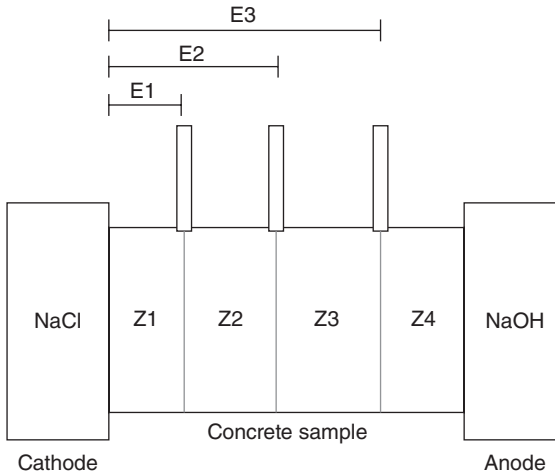 E3
E2
E1
NaCl
Z1
Z2
Z3
Z4
NaOH
Concrete sample
Cathode
Anode